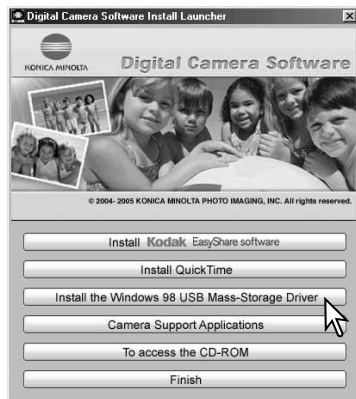 Digital Camera Software Install Launcher
KONICA MINOLTA
Digital Camera Software
© 2004- 2005 KONICA MINOLTA PHOTO IMAGING, INC. All rights reserved.
Install Kodak EasyShare software
Install QuickTime
Install the Windows 98 USB Mass-Storage Driver
Camera Support Applications
To access the CD-ROM
Finish